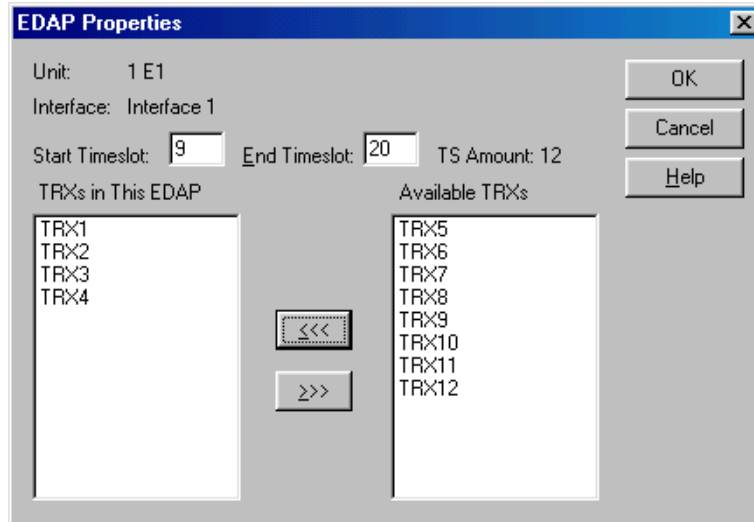 EDAP Properties
Unit: 1 E1
OK
Interface: Interface 1
Cancel
Start Timeslot: 9 End Timeslot: 20 TS Amount: 12
Help
TRXs in This EDAP
Available TRXs
TRX1
TRX2
TRX3
TRX4
<<<
>>>
TRX5
TRX6
TRX7
TRX8
TRX9
TRX10
TRX11
TRX12